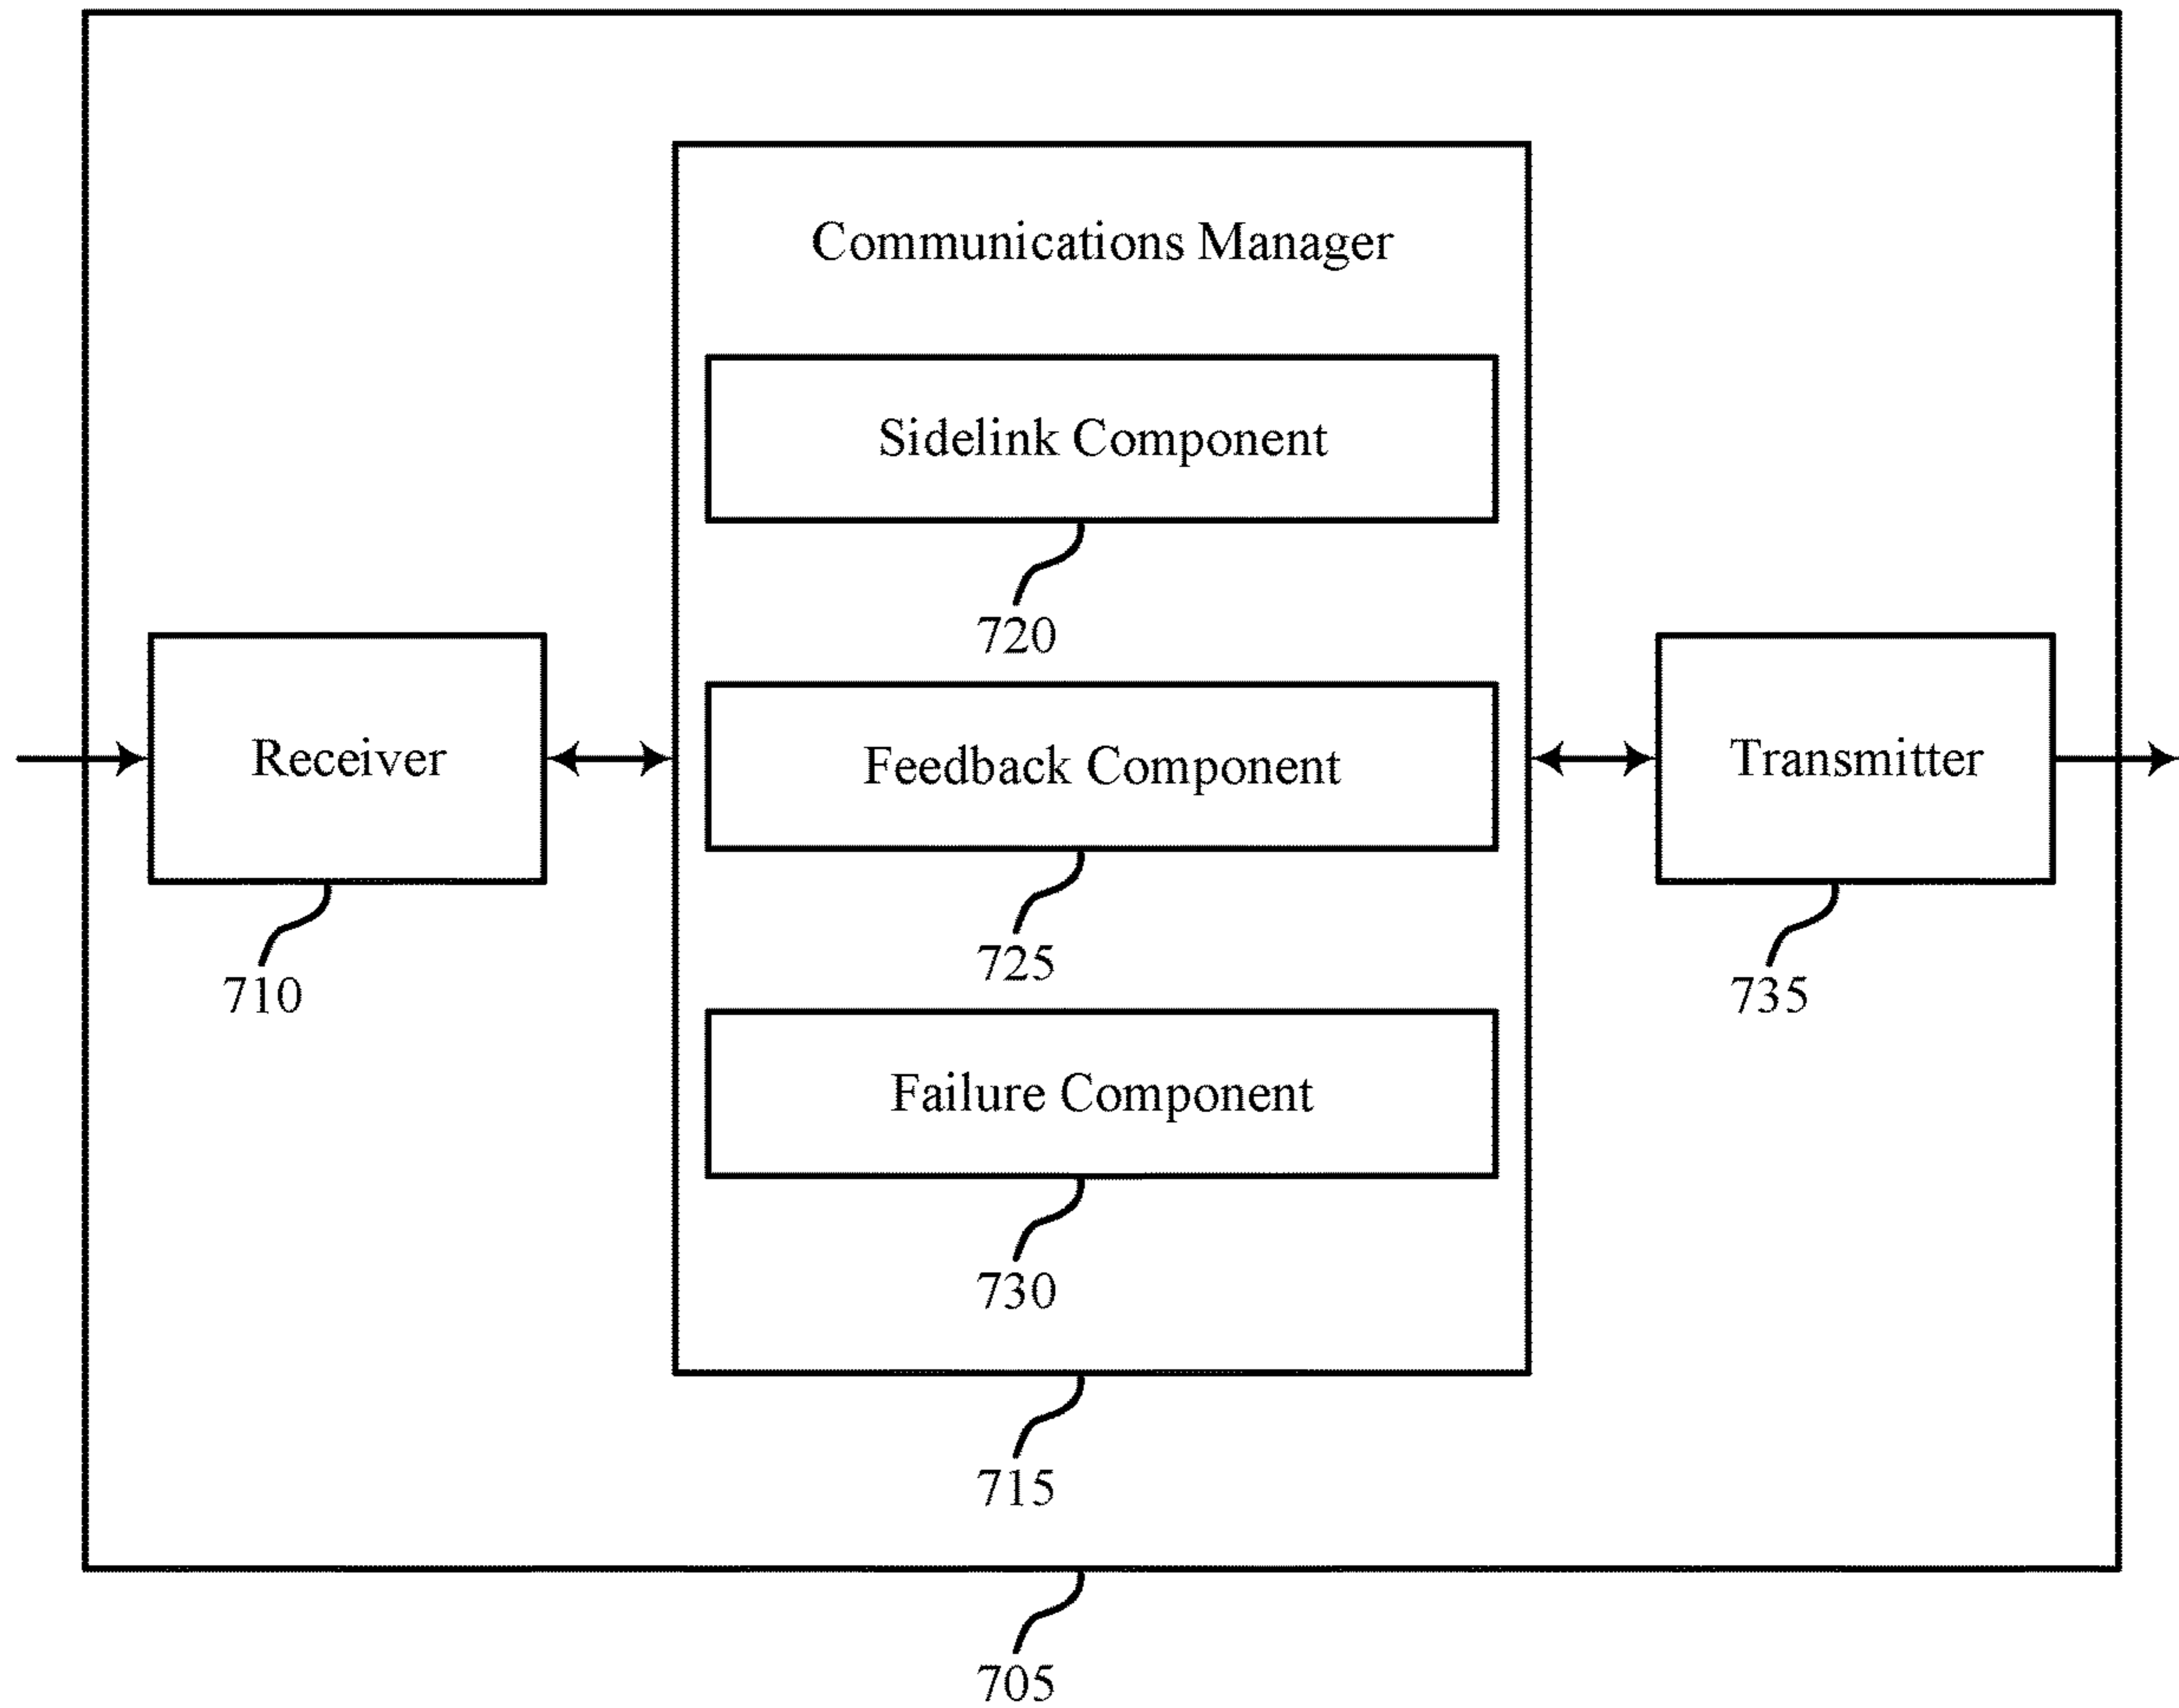 Communications Manager
Sidelink Component
720
Receiver
710
Feedback Component
725
Transmitter
735
Failure Component
730
715
705